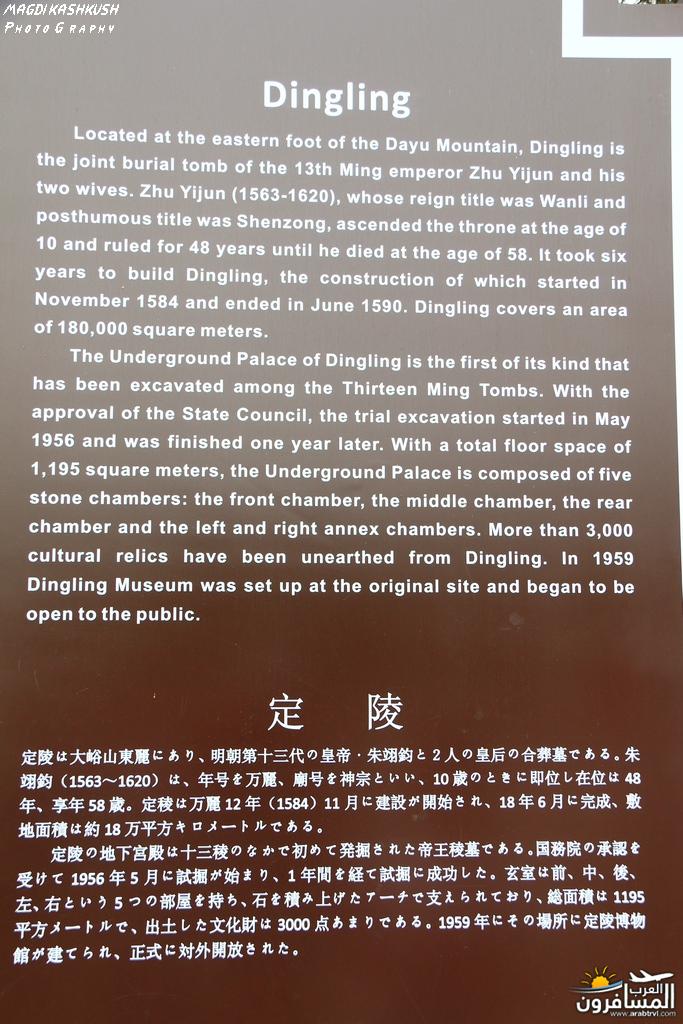 MAGDI KASHKUSH
PHOTOGRAPHY
Dingling
Located at the eastern foot of the Dayu Mountain, Dingling is
the joint burial tomb of the 13th Ming emperor Zhu Yijun and his
two wives. Zhu Yijun (1563-1620), whose reign title was Wanli and
posthumous title was Shenzong, ascended the throne at the age of
10 and ruled for 48 years until he died at the age of 58. It took six
years to build Dingling, the construction of which started in
November 1584 and ended in June 1590. Dingling covers an area
of 180,000 square meters.
The Underground Palace of Dingling is the first of its kind that
has been excavated among the Thirteen Ming Tombs. With the
approval of the State Council, the trial excavation started in May
1956 and was finished one year later. With a total floor space of
1,195 square meters, the Underground Palace is composed of five
stone chambers: the front chamber, the middle chamber, the rear
chamber and the left and right annex chambers. More than 3,000
cultural relics have been unearthed from Dingling. In 1959
Dingling Museum was set up at the original site and began to be
open to the public.
定 陵
定陵は大峪山東麗にあり、明朝第十三代の皇帝・朱翊鈞と2人の皇后の合葬墓である。朱
翊鈞（1563～1620）は、年号を万麗、廟号を神宗といい、10歳のときに即位し在位は48
年、享年58歳。定稜は万麗12年（1584）11月に建設が開始され、18年6月に完成、敷
地面積は約18万平方キロメートルである。
定陵の地下宮殿は十三稜のなかで初めて発掘された帝王稜墓である。国務院の承認を
受けて1956年5月に試掘が始まり、1年間を経て試掘に成功した。玄室は前、中、後、
左、右という5つの部屋を持ち、石を積み上げたアーチで支えられており、総面積は1195
平方メートルで、出土した文化財は3000点あまりである。1959年にその場所に定陵博物
館が建てられ、正式に対外開放された。
العرب
المسافرون
www.arabtrvl.com